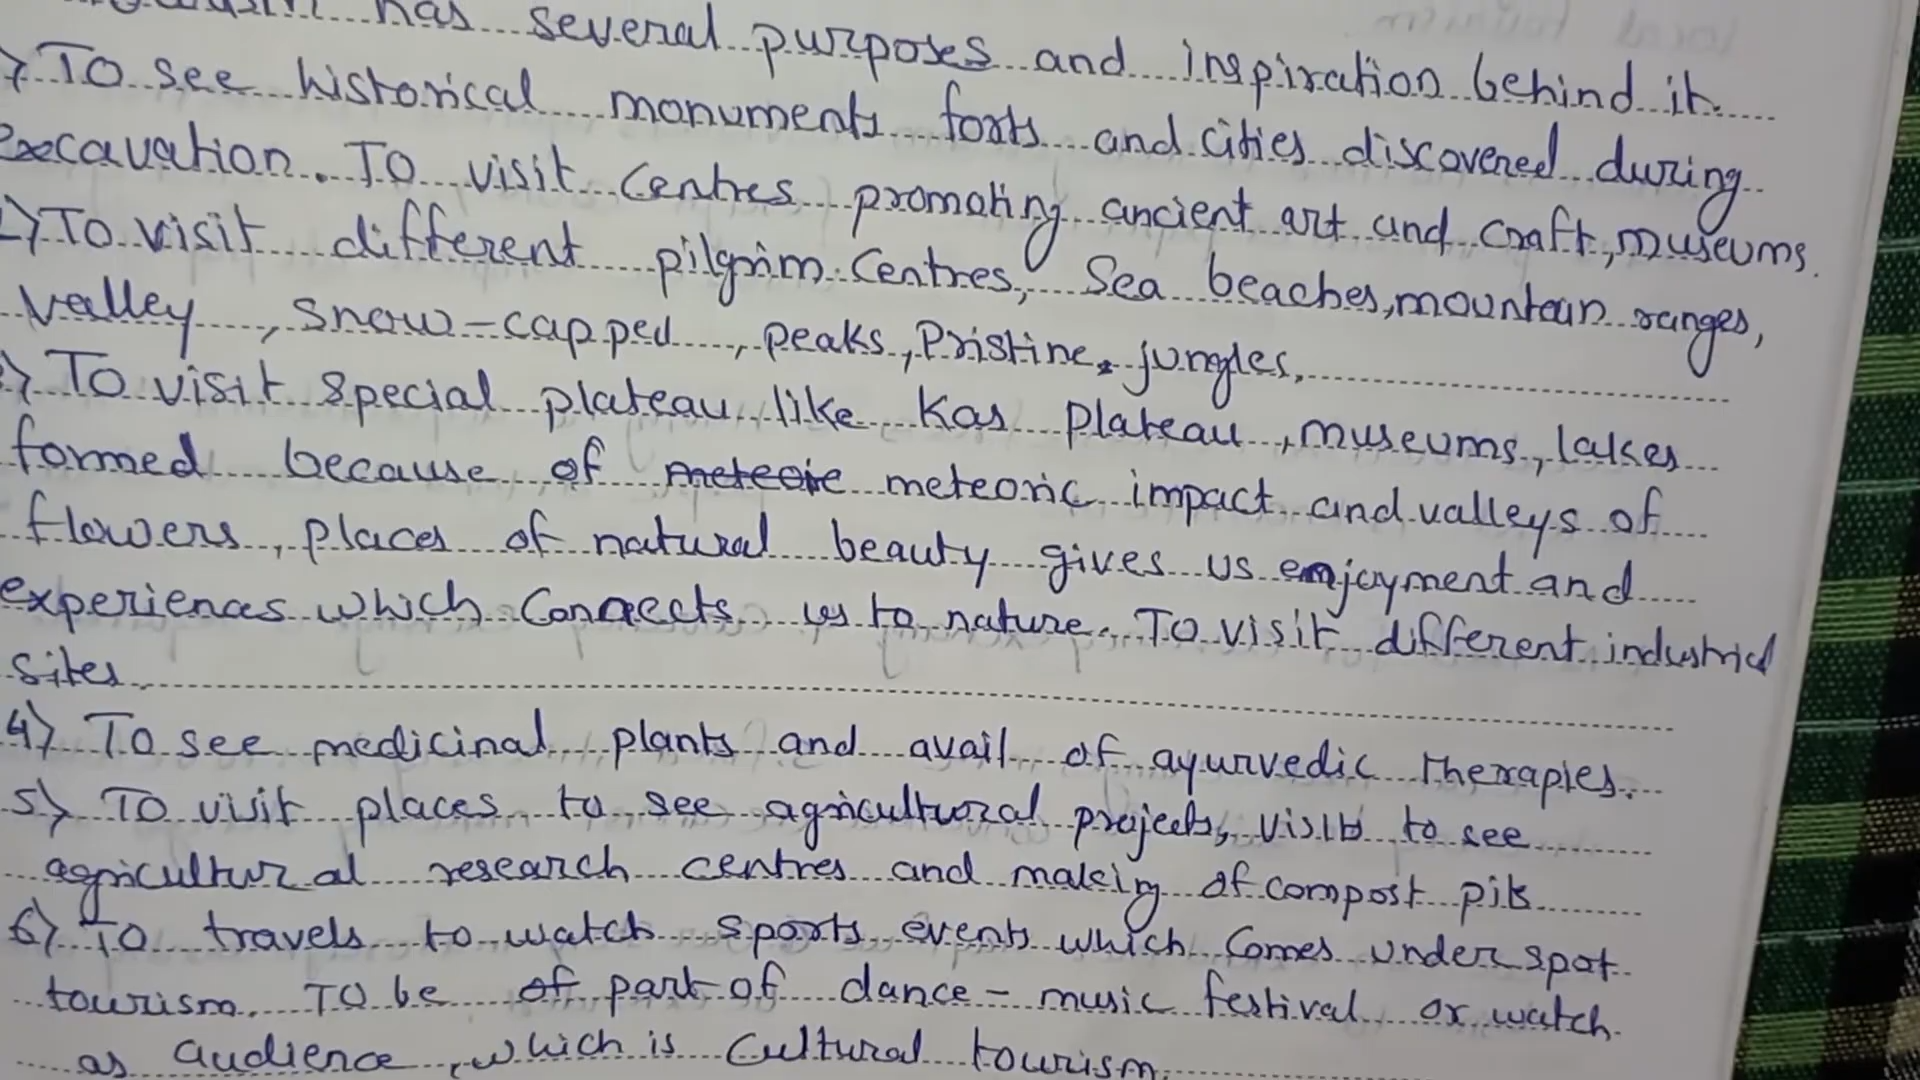 has several purposes and inspiration behind it.
To see historical monuments forts and cities discovered during
excavation. To visit centres promoting ancient art and craft, museums.
To visit different pilgrim centres, Sea beaches, mountain ranges,
valley, snow-capped, peaks, Pristine, jungles.
To visit special plateau like Kas plateau, museums, lakes
formed because of meteoric impact and valleys of
flowers, places of natural beauty gives us enjoyment and
experiences which connects us to nature. To visit different industrial
sites.
4) To see medicinal plants and avail of ayurvedic therapies.
5) To visit places to see agricultural projects, visits to see
agricultural research centres and making of compost pits
6) To travels to watch sports events which comes under spot
tourism. To be of part of dance - music festival or watch
as audience, which is cultural tourism.